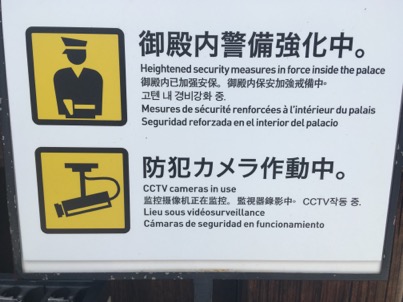 御殿内警備強化中。
Heightened security measures in force inside the palace
御殿内已加强安保。御殿內保安加強戒備中。
고텐 내 경비강화 중.
Mesures de sécurité renforcées à l'intérieur du palais
Seguridad reforzada en el interior del palacio
防犯カメラ作動中。
CCTV cameras in use
监控摄像机正在监控。 監視器錄影中。 CCTV작동 중.
Lieu sous vidéosurveillance
Cámaras de seguridad en funcionamiento